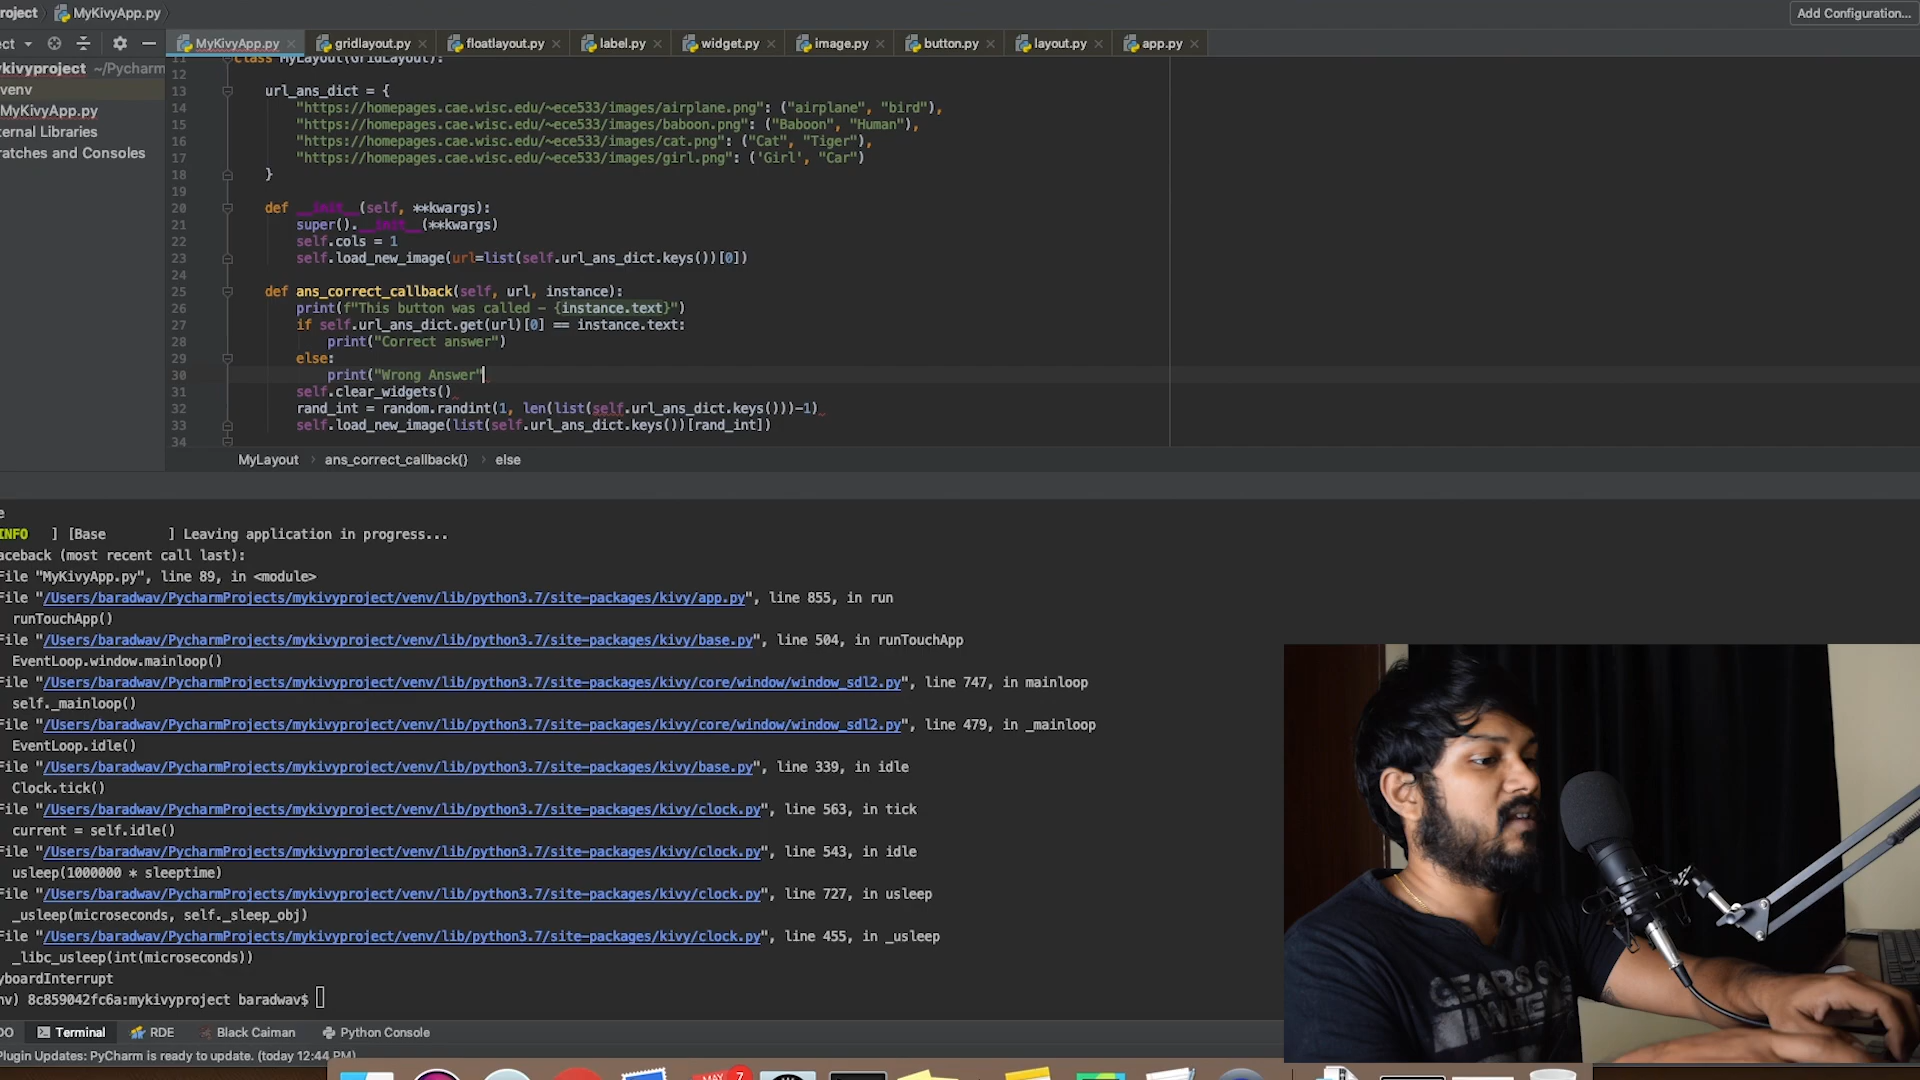 roject MyKivyApp.py Add Configuration...
ect MyKivyApp.py gridlayout.py floatlayout.py label.py widget.py image.py button.py layout.py app.py
ykivyproject ~/Pycharm
venv
MyKivyApp.py
ternal Libraries
ratches and Consoles
11 class MyLayout(GridLayout):
12
13 url_ans_dict = {
14 "https://homepages.cae.wisc.edu/~ece533/images/airplane.png": ("airplane", "bird"),
15 "https://homepages.cae.wisc.edu/~ece533/images/baboon.png": ("Baboon", "Human"),
16 "https://homepages.cae.wisc.edu/~ece533/images/cat.png": ("Cat", "Tiger"),
17 "https://homepages.cae.wisc.edu/~ece533/images/girl.png": ('Girl', "Car")
18 }
19
20 def __init__(self, **kwargs):
21 super().__init__(**kwargs)
22 self.cols = 1
23 self.load_new_image(url=list(self.url_ans_dict.keys())[0])
24
25 def ans_correct_callback(self, url, instance):
26 print(f"This button was called - {instance.text}")
27 if self.url_ans_dict.get(url)[0] == instance.text:
28 print("Correct answer")
29 else:
30 print("Wrong Answer"
31 self.clear_widgets()
32 rand_int = random.randint(1, len(list(self.url_ans_dict.keys()))-1)
33 self.load_new_image(list(self.url_ans_dict.keys())[rand_int])
34
MyLayout › ans_correct_callback() › else
e
INFO ] [Base ] Leaving application in progress...
aceback (most recent call last):
File "MyKivyApp.py", line 89, in <module>
File "/Users/baradwav/PycharmProjects/mykivyproject/venv/lib/python3.7/site-packages/kivy/app.py", line 855, in run
runTouchApp()
File "/Users/baradwav/PycharmProjects/mykivyproject/venv/lib/python3.7/site-packages/kivy/base.py", line 504, in runTouchApp
EventLoop.window.mainloop()
File "/Users/baradwav/PycharmProjects/mykivyproject/venv/lib/python3.7/site-packages/kivy/core/window/window_sdl2.py", line 747, in mainloop
self._mainloop()
File "/Users/baradwav/PycharmProjects/mykivyproject/venv/lib/python3.7/site-packages/kivy/core/window/window_sdl2.py", line 479, in _mainloop
EventLoop.idle()
File "/Users/baradwav/PycharmProjects/mykivyproject/venv/lib/python3.7/site-packages/kivy/base.py", line 339, in idle
Clock.tick()
File "/Users/baradwav/PycharmProjects/mykivyproject/venv/lib/python3.7/site-packages/kivy/clock.py", line 563, in tick
current = self.idle()
File "/Users/baradwav/PycharmProjects/mykivyproject/venv/lib/python3.7/site-packages/kivy/clock.py", line 543, in idle
usleep(1000000 * sleeptime)
File "/Users/baradwav/PycharmProjects/mykivyproject/venv/lib/python3.7/site-packages/kivy/clock.py", line 727, in usleep
_usleep(microseconds, self._sleep_obj)
File "/Users/baradwav/PycharmProjects/mykivyproject/venv/lib/python3.7/site-packages/kivy/clock.py", line 455, in _usleep
_libc_usleep(int(microseconds))
yboardInterrupt
nv) 8c859042fc6a:mykivyproject baradwav$
DO Terminal RDE Black Caiman Python Console
Plugin Updates: PyCharm is ready to update. (today 12:44 PM)
MAY 7
GEARS